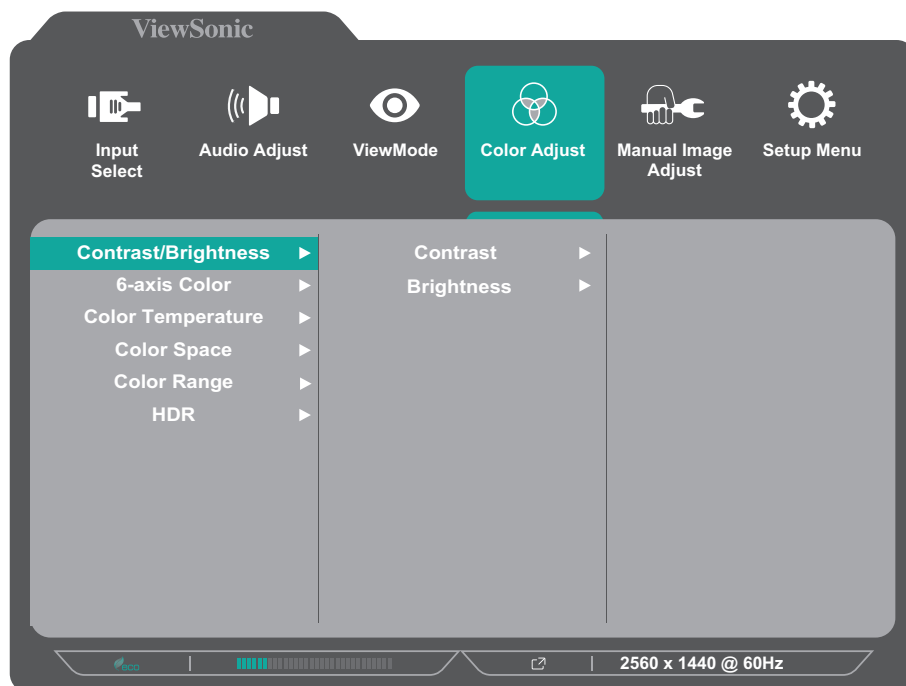 ViewSonic
Input
Select
Audio Adjust
ViewMode
Color Adjust
Manual Image
Adjust
Setup Menu
Contrast/Brightness
6-axis Color
Color Temperature
Color Space
Color Range
HDR
Contrast
Brightness
eco
2560 x 1440 @ 60Hz